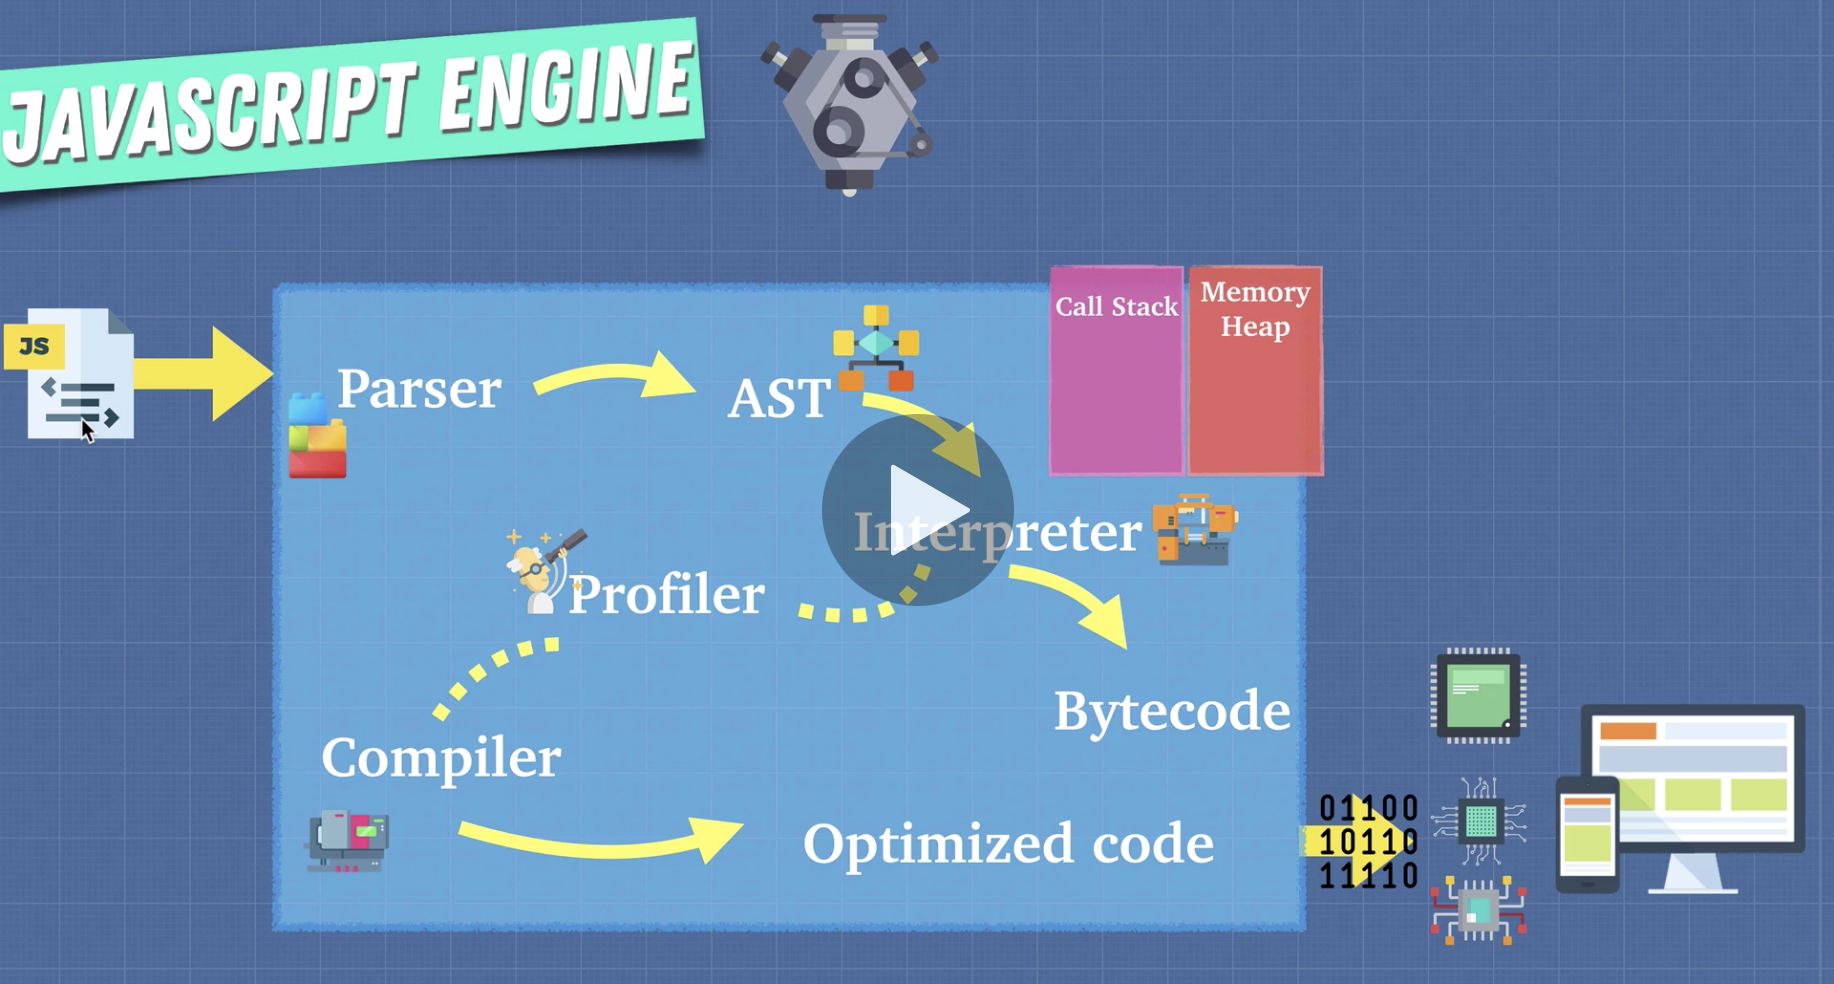 JAVASCRIPT ENGINE
JS
Parser
AST
Call Stack
Memory
Heap
Interpreter
Profiler
Bytecode
Compiler
Optimized code
01100
10110
11110